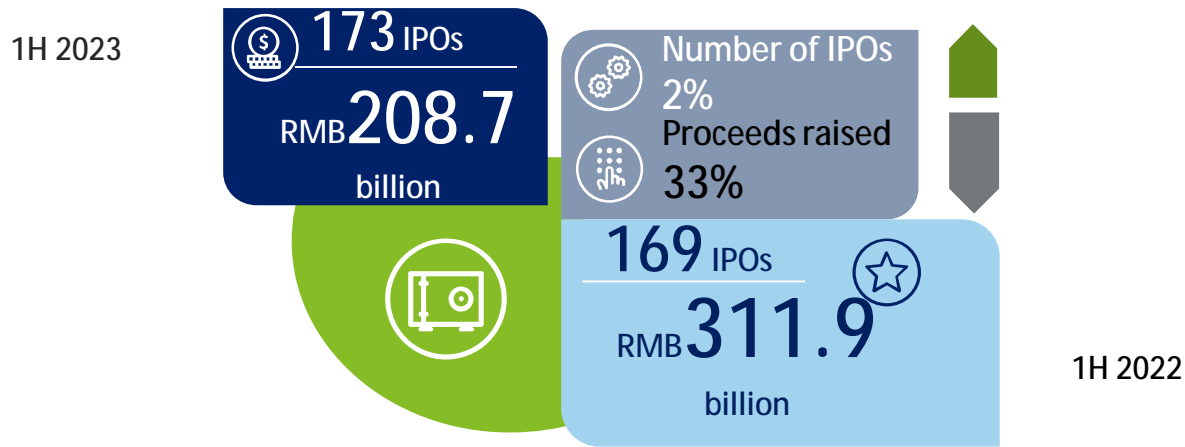 1H 2023
173 IPOs
RMB208.7
billion
Number of IPOs
2%
Proceeds raised
33%
169 IPOs
RMB311.9
billion
1H 2022